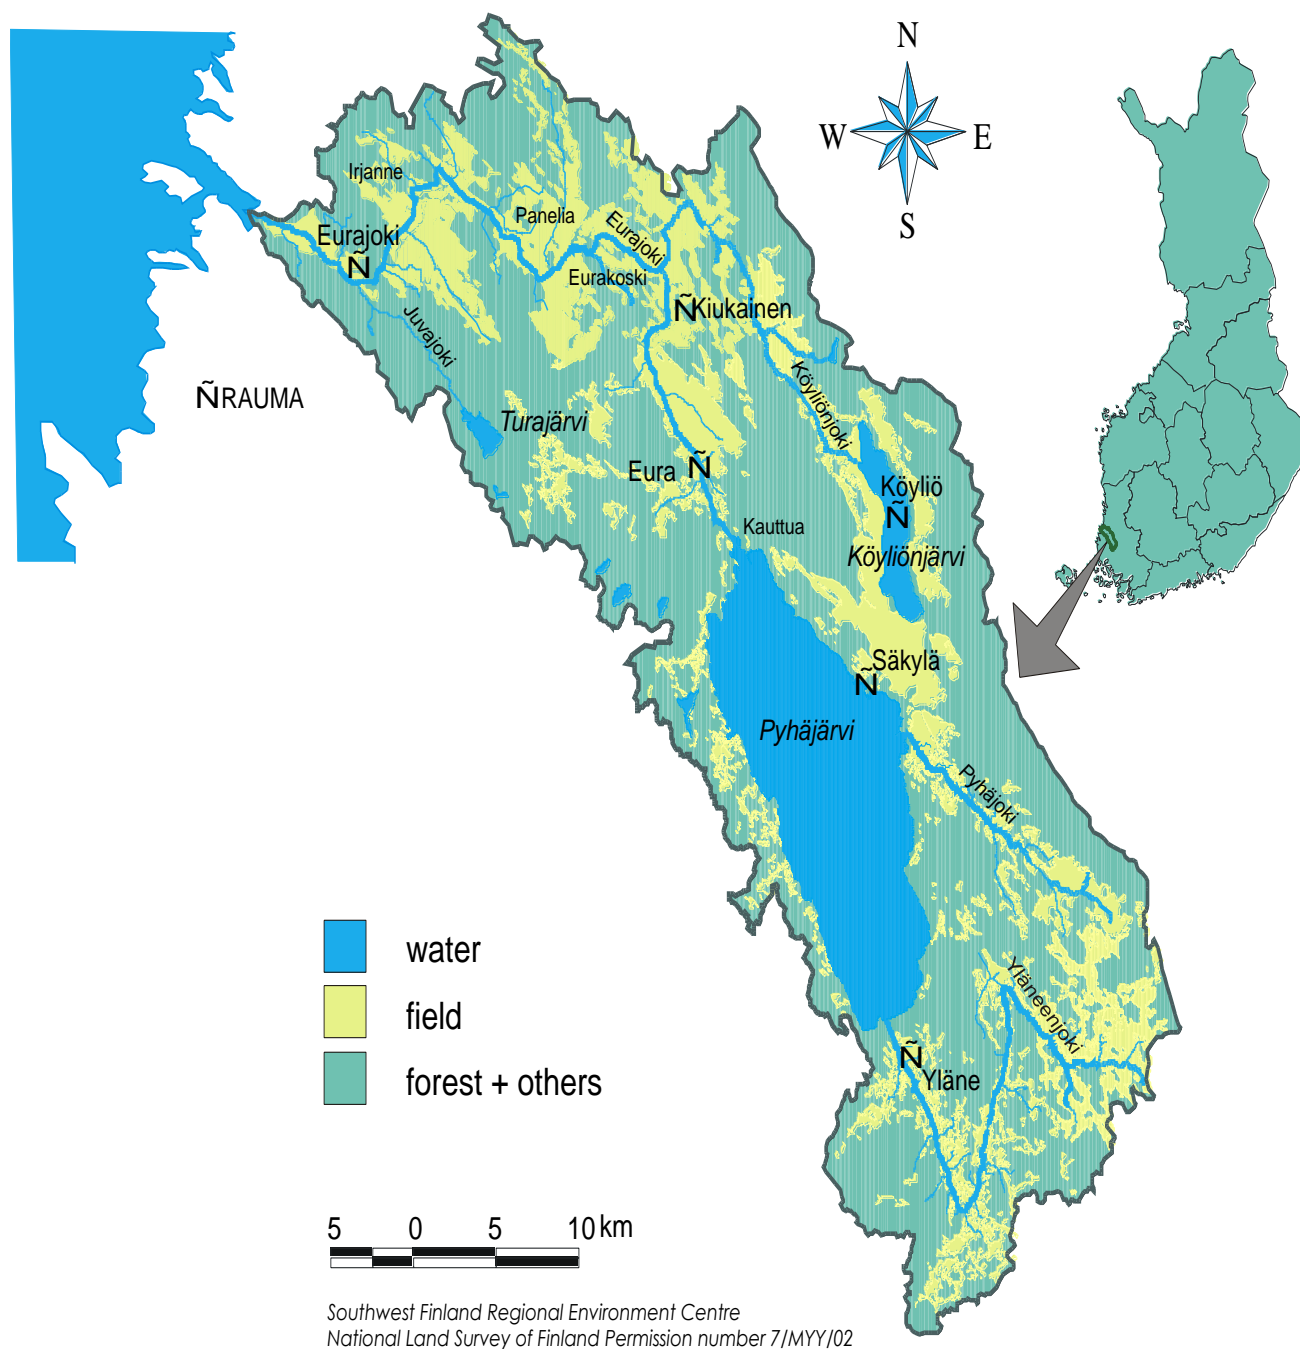 N
W
E
S
Irjanne
Panelia
Eurajoki
Eurajoki
Ñ
Eurakoski
Ñ
Kiukainen
Juvajoki
Köyliönjoki
Ñ RAUMA
Turajärvi
Eura
Ñ
Köyliö
Ñ
Kauttua
Köyliönjärvi
Säkylä
Ñ
Pyhäjärvi
Pyhäjoki
Yläneenjoki
Ñ
Yläne
water
field
forest + others
5 0 5 10 km
Southwest Finland Regional Environment Centre
National Land Survey of Finland Permission number 7/MYY/02